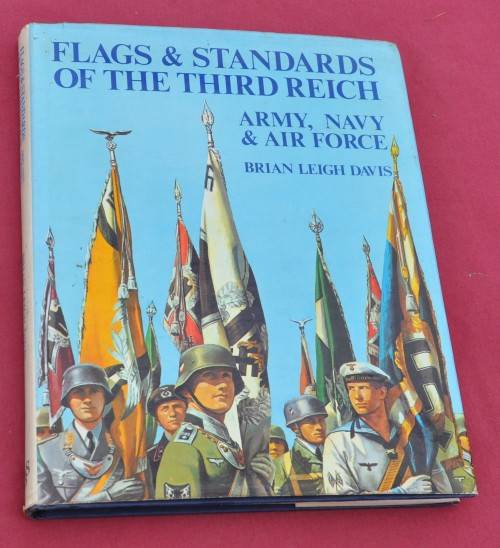 FLAGS & STANDARDS
OF THE THIRD REICH
ARMY, NAVY
& AIR FORCE
BRIAN LEIGH DAVIS